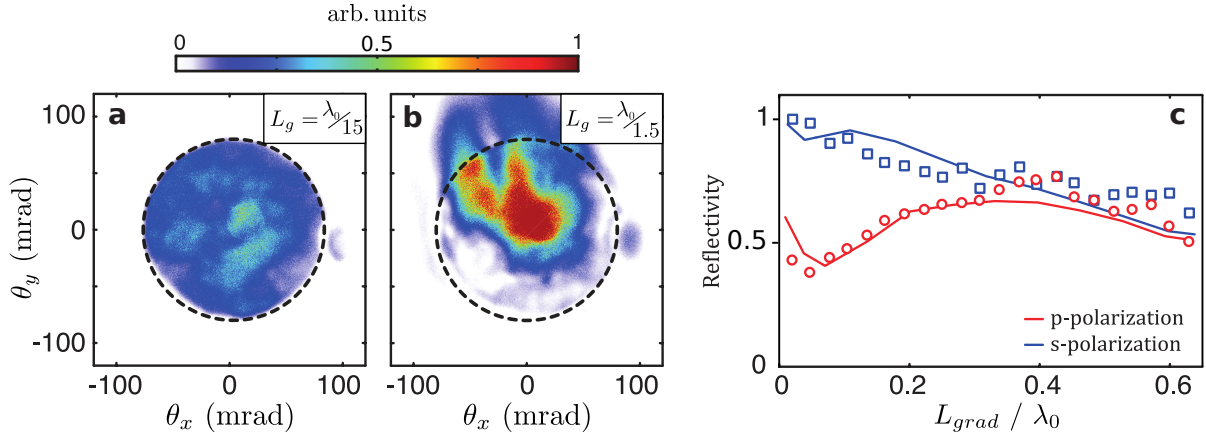 arb. units
0 0.5 1
a
L_g = λ_0/15
100
0
-100
θ_y (mrad)
-100 0 100
θ_x (mrad)
b
L_g = λ_0/1.5
-100 0 100
θ_x (mrad)
c
1
0.5
0
Reflectivity
p-polarization
s-polarization
0 0.2 0.4 0.6
L_grad / λ_0